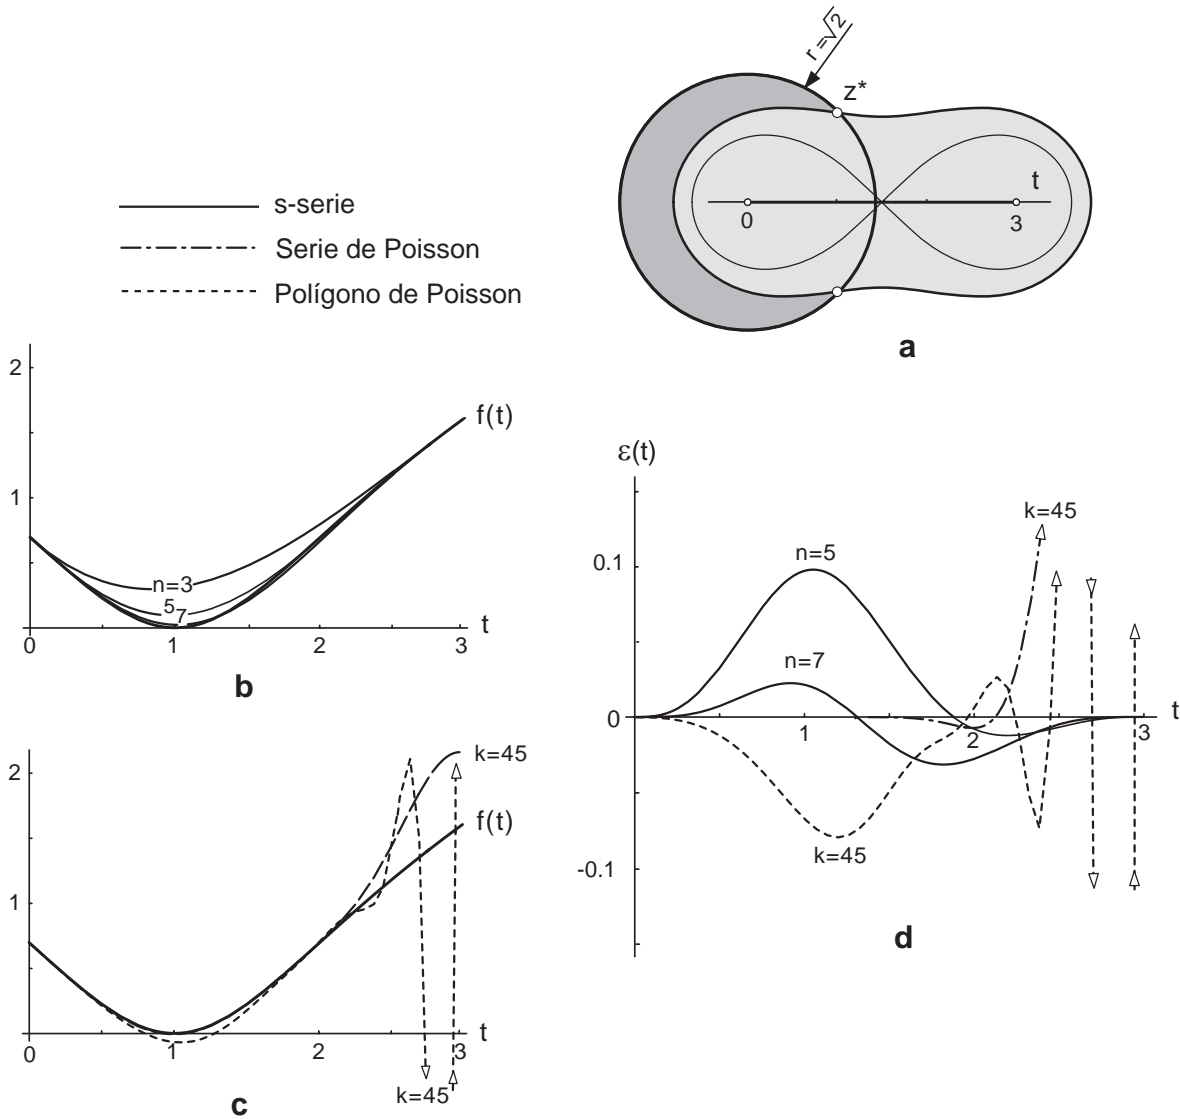 r = √2
z*
t
0
3
a
s-serie
Serie de Poisson
Polígono de Poisson
2
1
f(t)
n=3
5
7
0
1
2
3
t
b
ε(t)
0.1
0
-0.1
n=5
n=7
k=45
k=45
1
2
3
t
d
2
1
k=45
f(t)
0
1
2
3
t
k=45
c